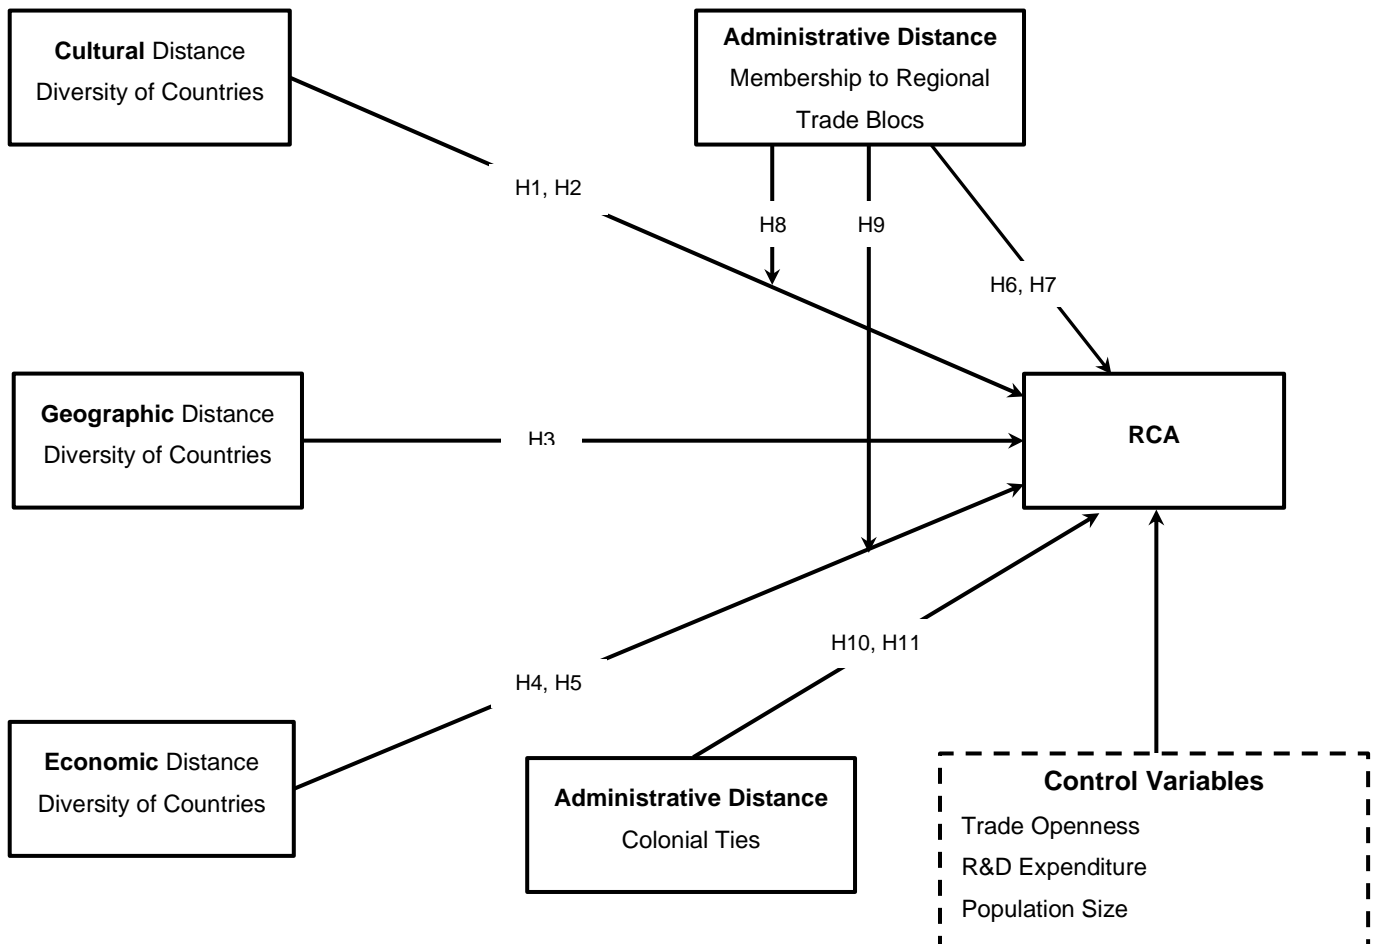 Cultural Distance
Diversity of Countries
Administrative Distance
Membership to Regional
Trade Blocs
H1, H2
H8
H9
H6, H7
Geographic Distance
Diversity of Countries
H3
RCA
H10, H11
H4, H5
Economic Distance
Diversity of Countries
Administrative Distance
Colonial Ties
Control Variables
Trade Openness
R&D Expenditure
Population Size